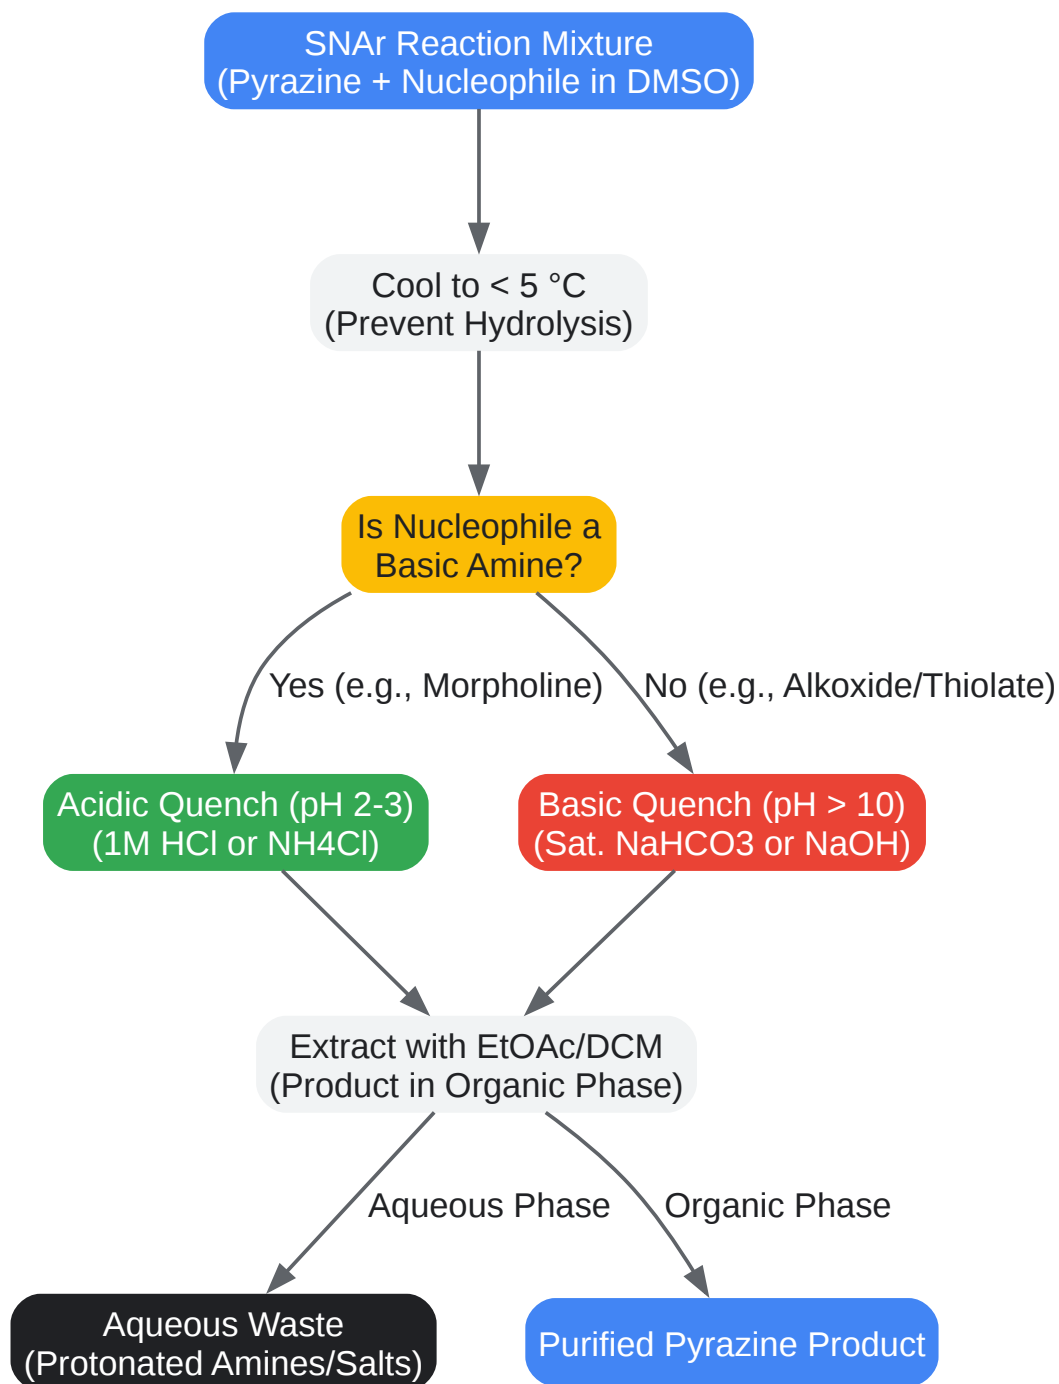 SNAr Reaction Mixture
(Pyrazine + Nucleophile in DMSO)
Cool to < 5 °C
(Prevent Hydrolysis)
Is Nucleophile a
Basic Amine?
Yes (e.g., Morpholine)
No (e.g., Alkoxide/Thiolate)
Acidic Quench (pH 2-3)
(1M HCl or NH4Cl)
Basic Quench (pH > 10)
(Sat. NaHCO3 or NaOH)
Extract with EtOAc/DCM
(Product in Organic Phase)
Aqueous Phase
Organic Phase
Aqueous Waste
(Protonated Amines/Salts)
Purified Pyrazine Product